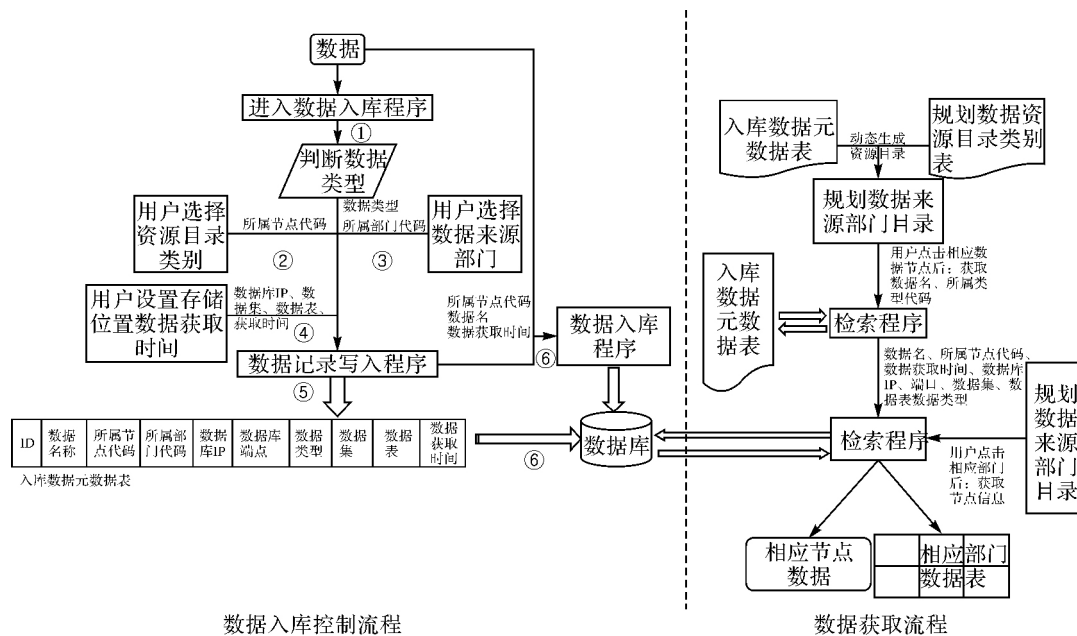 数据
进入数据入库程序
①
判断数据
类型
数据类型
用户选择
资源目录
类别
所属节点代码
②
所属部门代码
③
用户选择
数据来源
部门
用户设置存储
位置数据获取
时间
数据库IP、数
据集、数据表、
获取时间
④
数据记录写入程序
⑤
所属节点代码
数据名
数据获取时间
⑥
数据入库
程序
ID
数据
名称
所属节
点代码
所属部
门代码
数据
库IP
数据库
端点
数据
类型
数据
集
数据
表
数据
获取时
间
入库数据元数据表
⑥
数据库
数据入库控制流程
入库数据元
数据表
动态生成
资源目录
规划数据资
源目录类别
表
规划数据来
源部门目录
用户点击相应数
据节点后：获取
数据名、所属类
型代码
入库
数据
元数
据表
检索程序
数据名、所属节点代码、
数据获取时间、数据库
IP、端口、数据集、数
据表数据类型
检索程序
用户点击
相应部门
后：获取
节点信息
规划
数据
来源
部门
目录
相应节点
数据
相应部门
数据表
数据获取流程